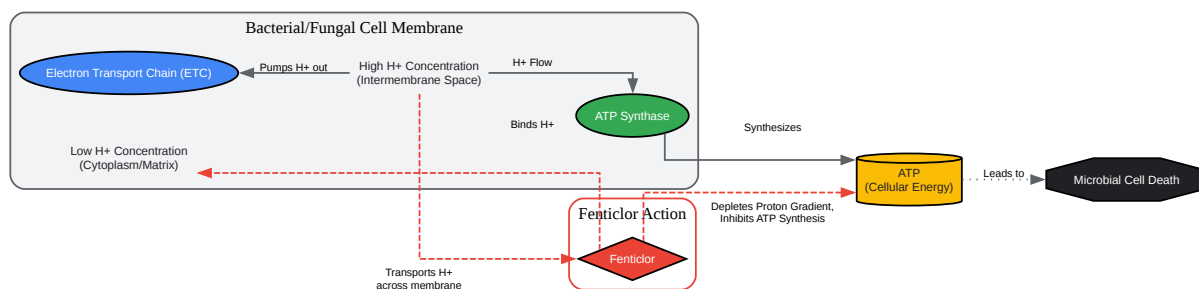 Bacterial/Fungal Cell Membrane
Electron Transport Chain (ETC)
Pumps H+ out
High H+ Concentration
(Intermembrane Space)
H+ Flow
ATP Synthase
Binds H+
Synthesizes
Low H+ Concentration
(Cytoplasm/Matrix)
ATP
(Cellular Energy)
Leads to
Microbial Cell Death
Depletes Proton Gradient,
Inhibits ATP Synthesis
Fenticlor Action
Fenticlor
Transports H+
across membrane